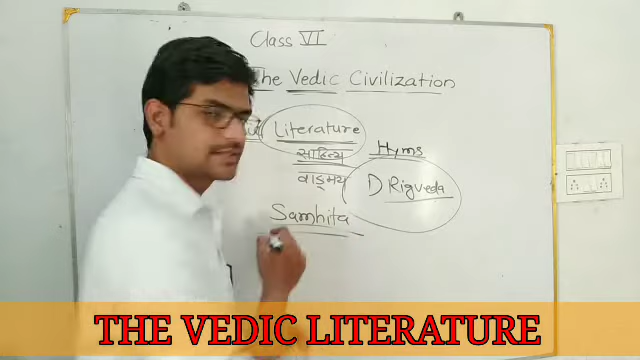 Class VI
The Vedic Civilization
Literature
साहित्य
Hyms
वाङ्मय
D Rigveda
Samhita
THE VEDIC LITERATURE